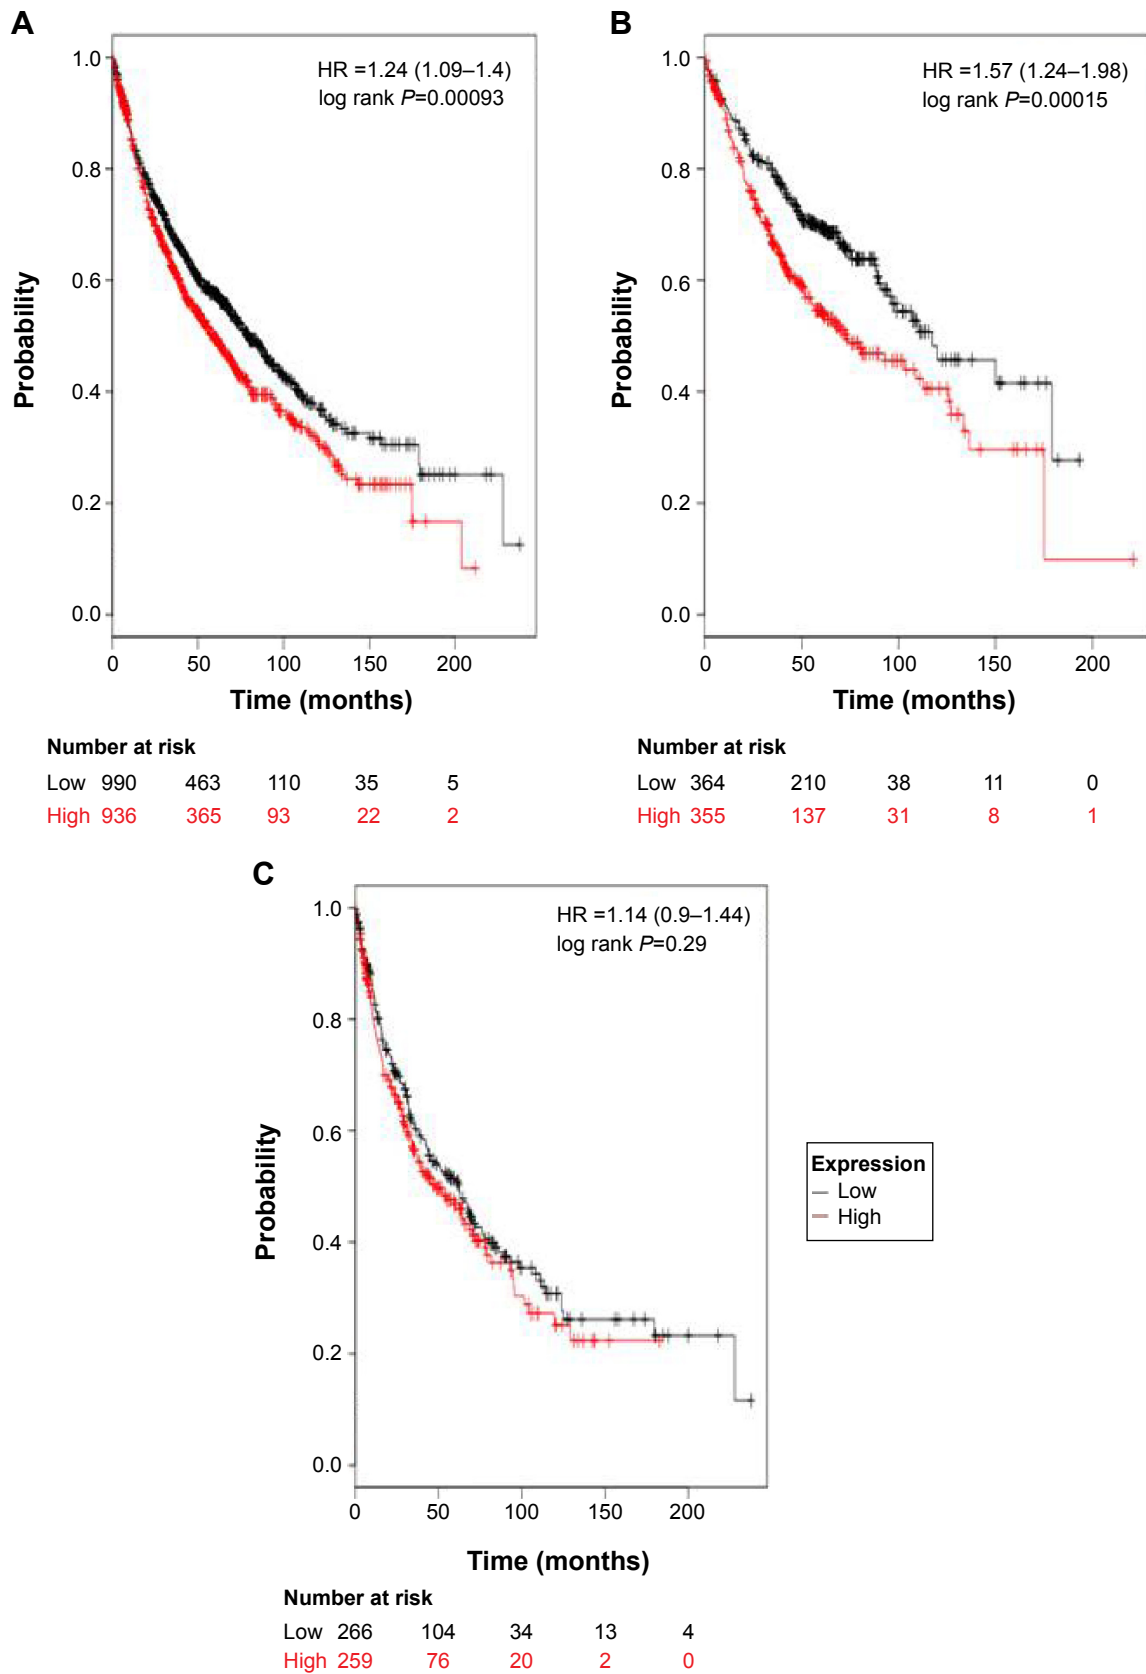 A
HR =1.24 (1.09–1.4)
log rank P=0.00093
1.0
0.8
0.6
0.4
0.2
0.0
Probability
0 50 100 150 200
Time (months)
Number at risk
Low 990 463 110 35 5
High 936 365 93 22 2
B
HR =1.57 (1.24–1.98)
log rank P=0.00015
1.0
0.8
0.6
0.4
0.2
0.0
Probability
0 50 100 150 200
Time (months)
Number at risk
Low 364 210 38 11 0
High 355 137 31 8 1
C
HR =1.14 (0.9–1.44)
log rank P=0.29
1.0
0.8
0.6
0.4
0.2
0.0
Probability
0 50 100 150 200
Time (months)
Number at risk
Low 266 104 34 13 4
High 259 76 20 2 0
Expression
Low
High